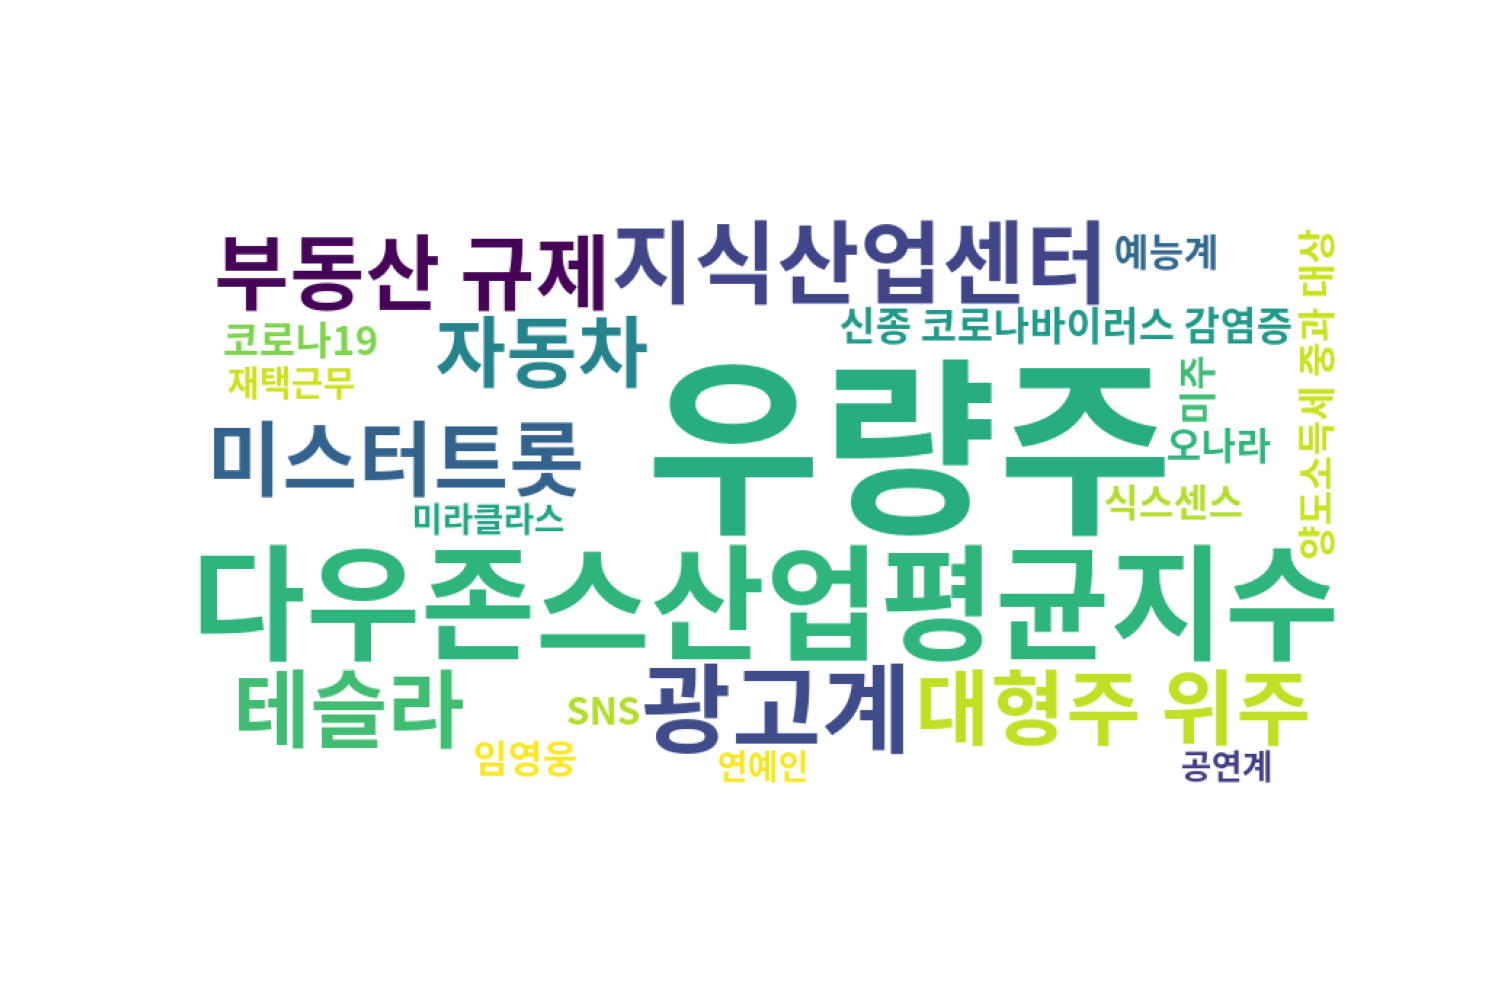 부동산 규제
지식산업센터
예능계
양도소득세 중과 대상
코로나19
자동차
신종 코로나바이러스 감염증
재택근무
우량주
미주
미스터트롯
오나라
식스센스
미라클라스
다우존스산업평균지수
테슬라
SNS
광고계
대형주 위주
임영웅
연예인
공연계